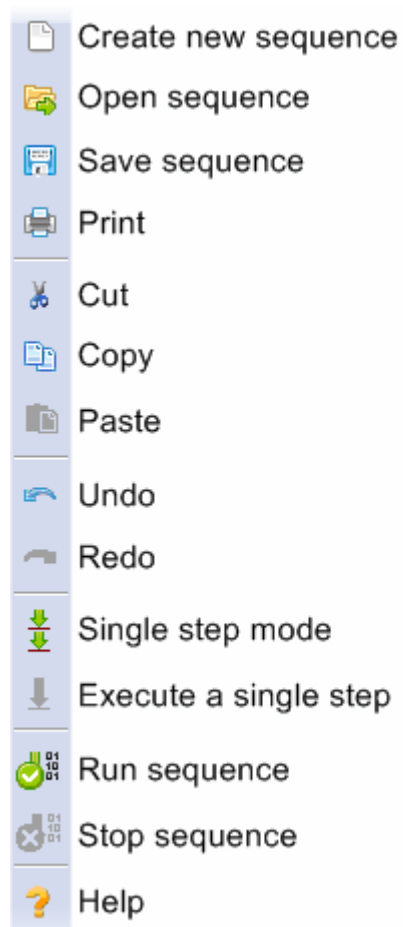 Create new sequence
Open sequence
Save sequence
Print
Cut
Copy
Paste
Undo
Redo
Single step mode
Execute a single step
Run sequence
Stop sequence
Help